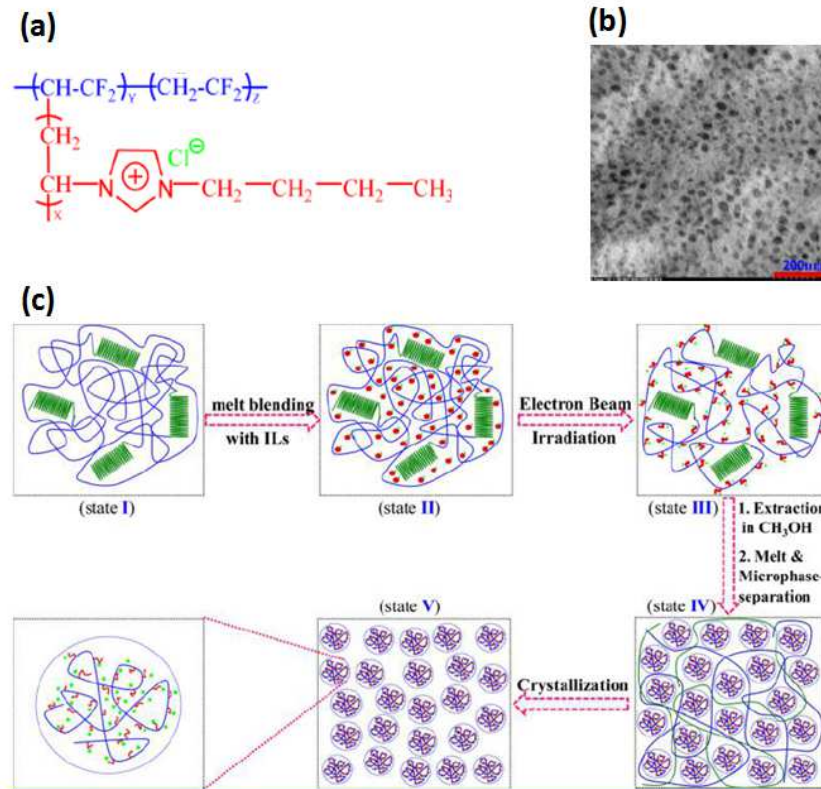 (a)
(b)
(CH-CF2)Y(CH2-CF2)Z
CH2
Cl⊖
CH N ⊕ N CH2 CH2 CH2 CH3
X
(c)
melt blending
with ILs
Electron Beam
Irradiation
(state I)
(state II)
(state III)
1. Extraction
in CH3OH
2. Melt &
Microphase-
separation
(state V)
(state IV)
Crystallization